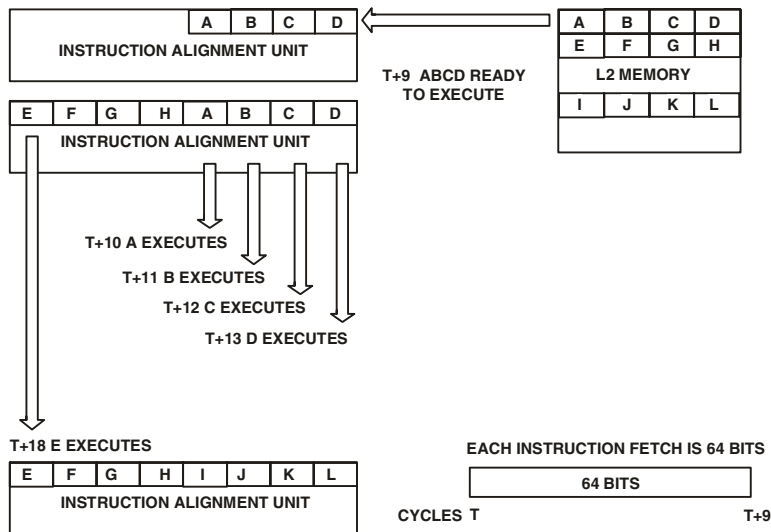 A B C D
INSTRUCTION ALIGNMENT UNIT
T+9 ABCD READY
TO EXECUTE
A B C D
E F G H
L2 MEMORY
I J K L
E F G H A B C D
INSTRUCTION ALIGNMENT UNIT
T+10 A EXECUTES
T+11 B EXECUTES
T+12 C EXECUTES
T+13 D EXECUTES
T+18 E EXECUTES
E F G H I J K L
INSTRUCTION ALIGNMENT UNIT
EACH INSTRUCTION FETCH IS 64 BITS
64 BITS
CYCLES T T+9